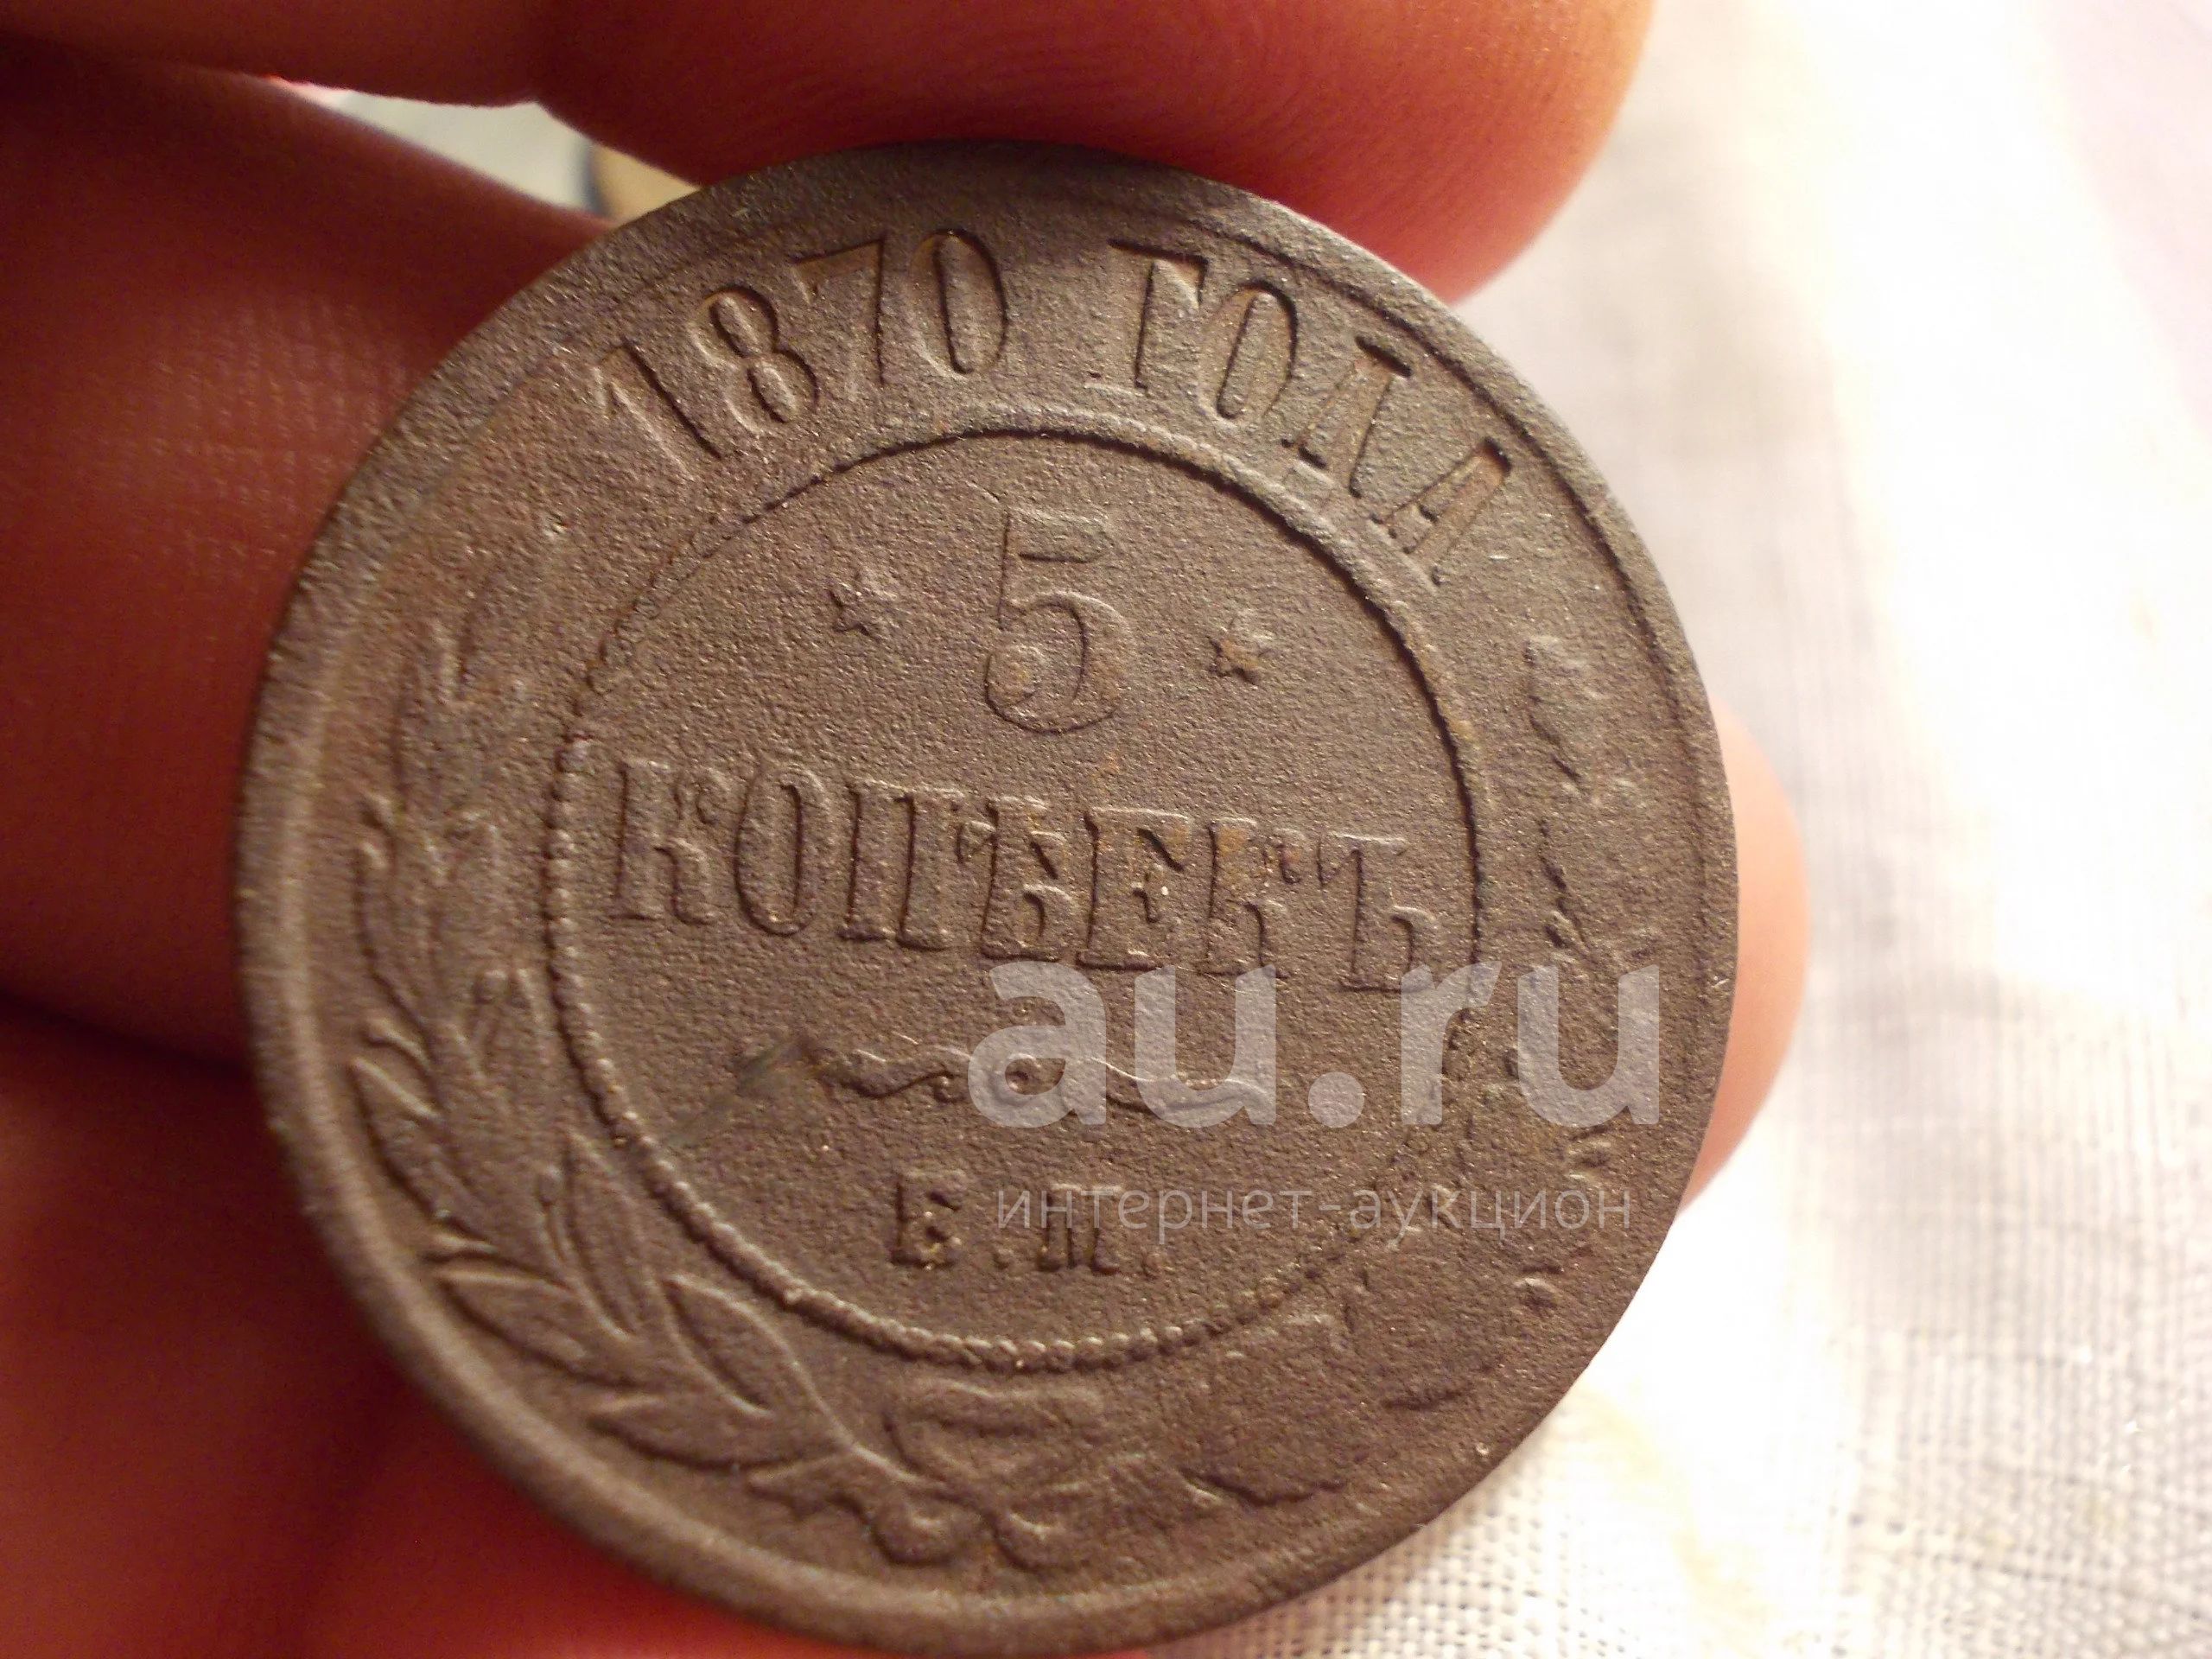 1870 ГОДА
5
КОПѢЕКЪ
Е.М.
au.ru
интернет-аукцион